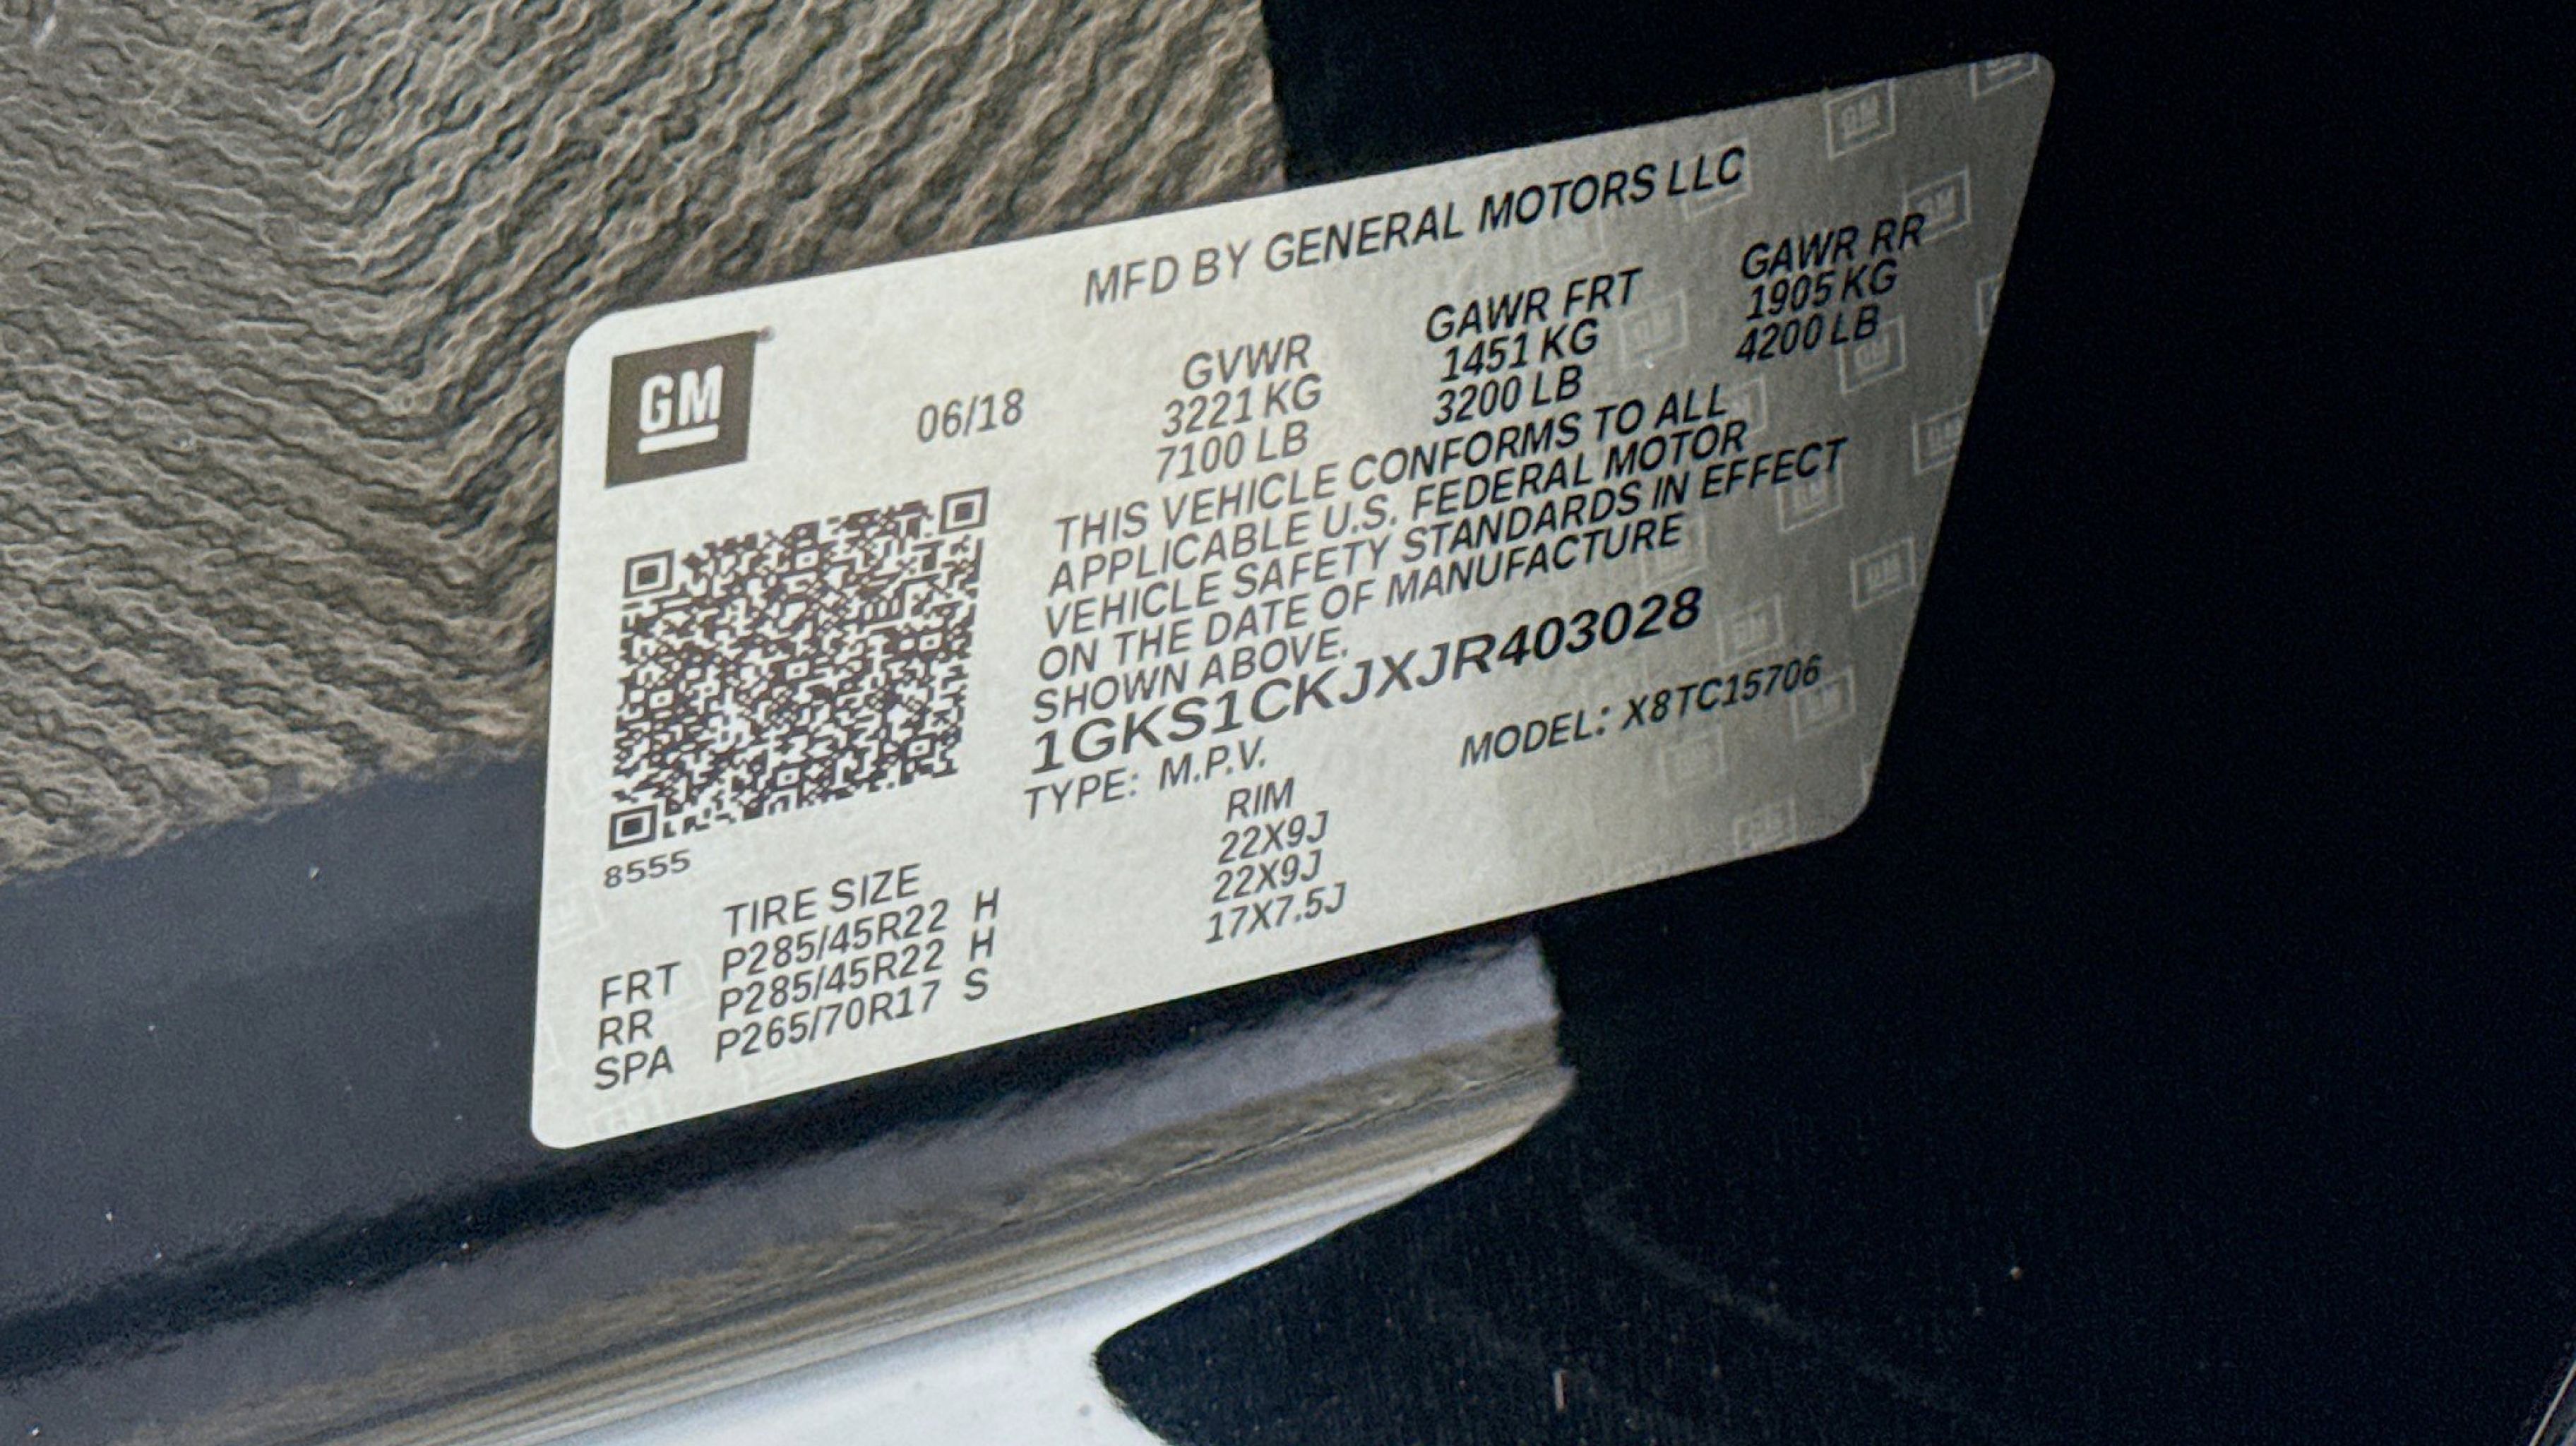 MFD BY GENERAL MOTORS LLC
GM
06/18
GVWR GAWR FRT GAWR RR
3221 KG 1451 KG 1905 KG
7100 LB 3200 LB 4200 LB
THIS VEHICLE CONFORMS TO ALL
APPLICABLE U.S. FEDERAL MOTOR
VEHICLE SAFETY STANDARDS IN EFFECT
ON THE DATE OF MANUFACTURE
SHOWN ABOVE.
1GKS1CKJXJR403028
TYPE: M.P.V. MODEL: X8TC15706
8555
TIRE SIZE RIM
FRT P285/45R22 H 22X9J
RR P285/45R22 H 22X9J
SPA P265/70R17 S 17X7.5J